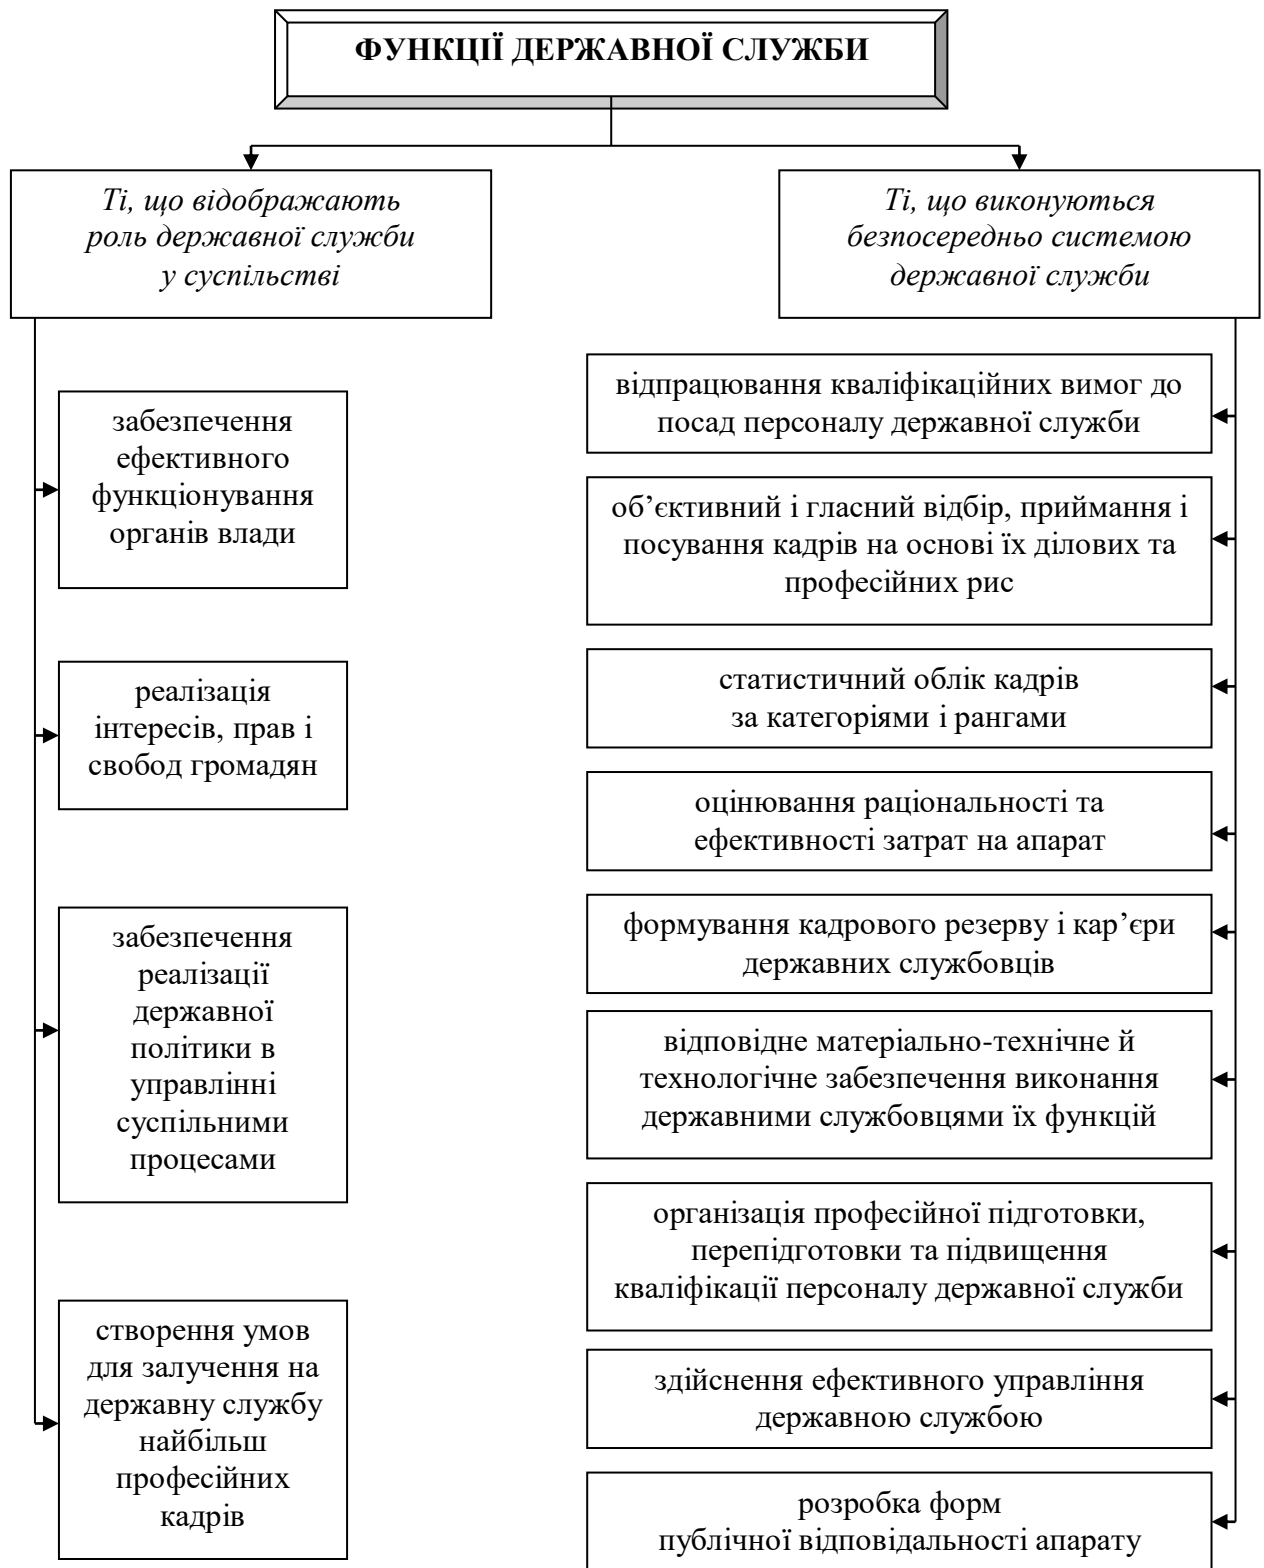 ФУНКЦІЇ ДЕРЖАВНОЇ СЛУЖБИ
Ті, що відображають
роль державної служби
у суспільстві
забезпечення
ефективного
функціонування
органів влади
реалізація
інтересів, прав і
свобод громадян
забезпечення
реалізації
державної
політики в
управлінні
суспільними
процесами
створення умов
для залучення на
державну службу
найбільш
професійних
кадрів
Ті, що виконуються
безпосередньо системою
державної служби
відпрацювання кваліфікаційних вимог до
посад персоналу державної служби
об’єктивний і гласний відбір, приймання і
посування кадрів на основі їх ділових та
професійних рис
статистичний облік кадрів
за категоріями і рангами
оцінювання раціональності та
ефективності затрат на апарат
формування кадрового резерву і кар’єри
державних службовців
відповідне матеріально-технічне й
технологічне забезпечення виконання
державними службовцями їх функцій
організація професійної підготовки,
перепідготовки та підвищення
кваліфікації персоналу державної служби
здійснення ефективного управління
державною службою
розробка форм
публічної відповідальності апарату